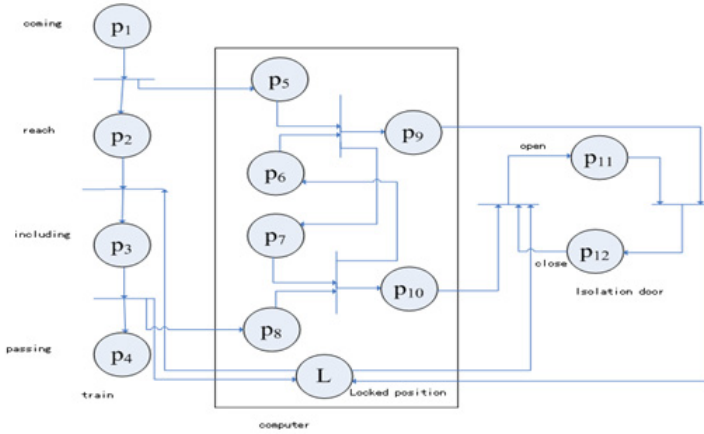 coming
p1
p5
p9
reach
p2
open
p11
p6
including
p3
p7
p12
close
p10
Isolation door
p8
passing
p4
L
Locked position
train
computer